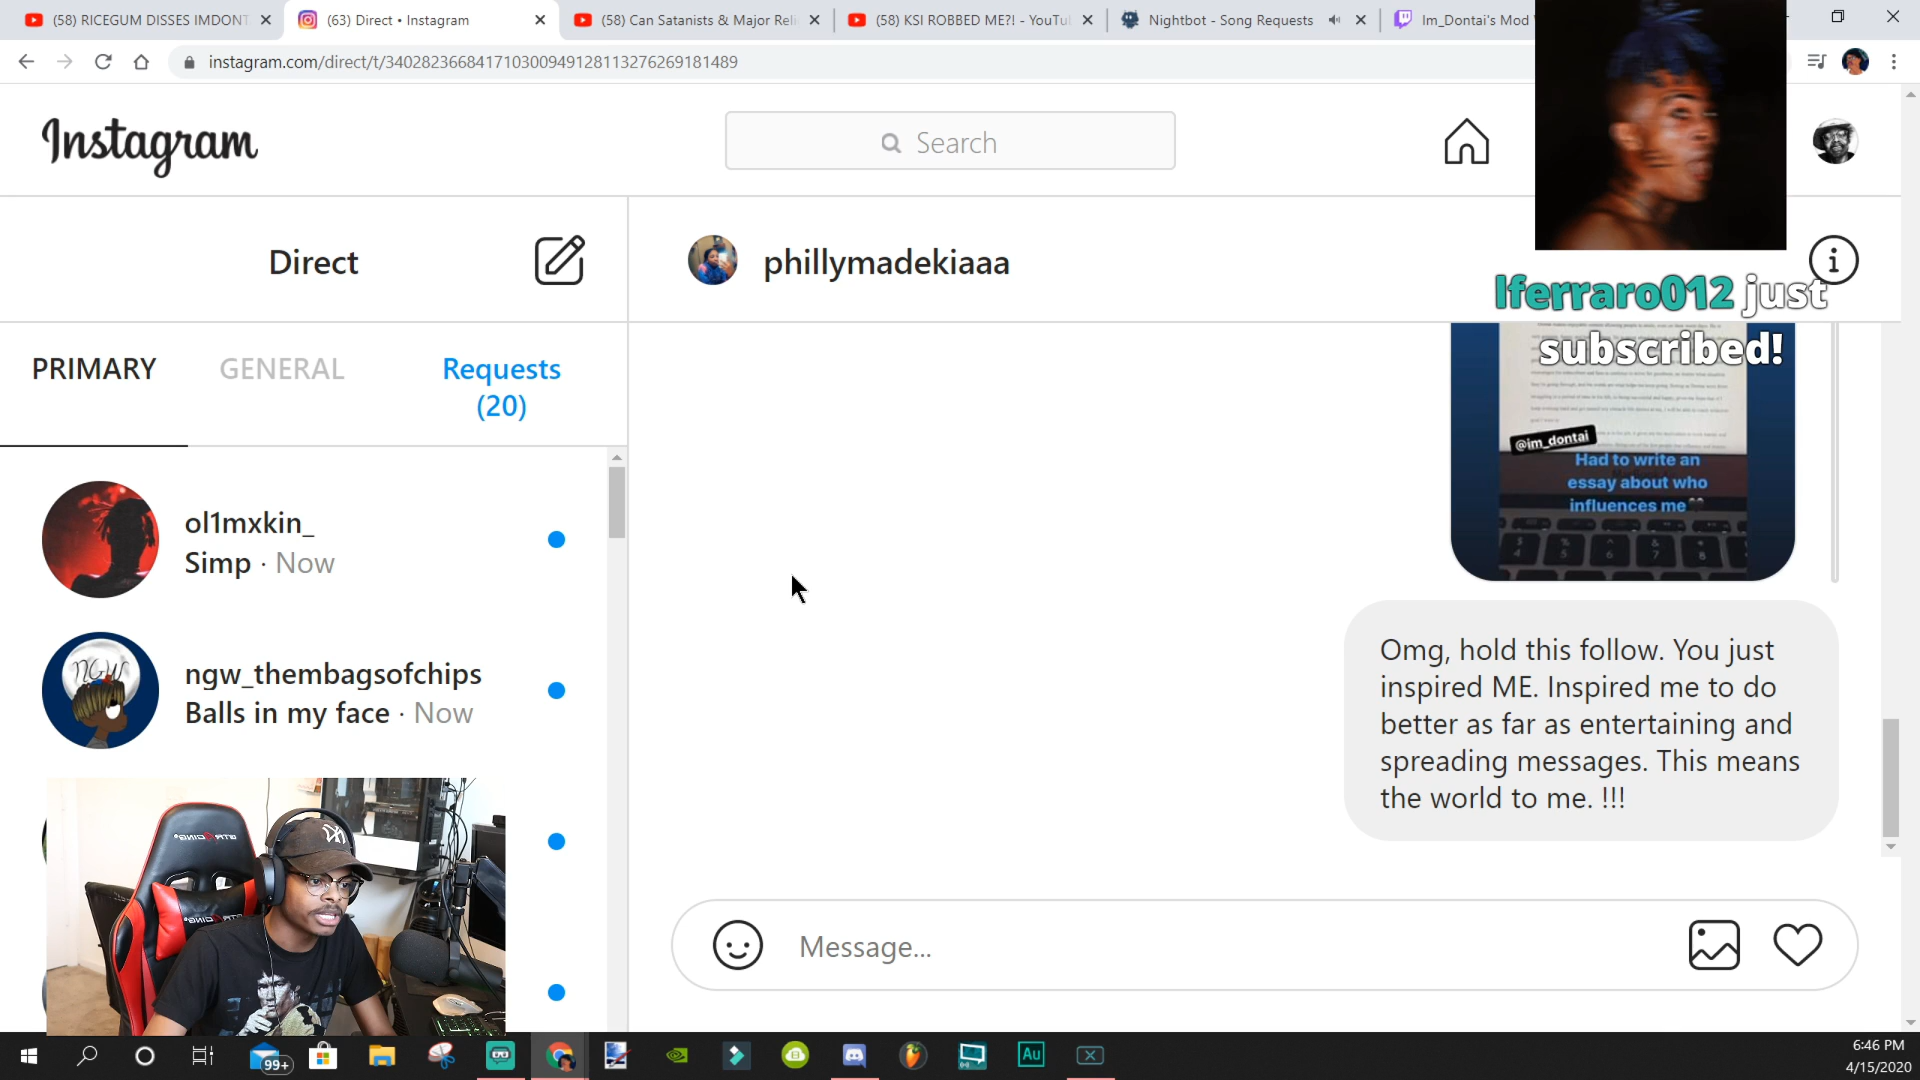 (58) RICEGUM DISSES IMDONT
(63) Direct • Instagram
(58) Can Satanists & Major Reli
(58) KSI ROBBED ME?! - YouTu
Nightbot - Song Requests
Im_Dontai's Mod
instagram.com/direct/t/340282366841710300949128113276269181489
Instagram
Search
Direct
phillymadekiaaa
lferraro012 just
subscribed!
PRIMARY
GENERAL
Requests
(20)
@im_dontai
Had to write an
essay about who
influences me
ol1mxkin_
Simp · Now
ngw_thembagsofchips
Balls in my face · Now
Omg, hold this follow. You just
inspired ME. Inspired me to do
better as far as entertaining and
spreading messages. This means
the world to me. !!!
Message...
99+
Au
6:46 PM
4/15/2020